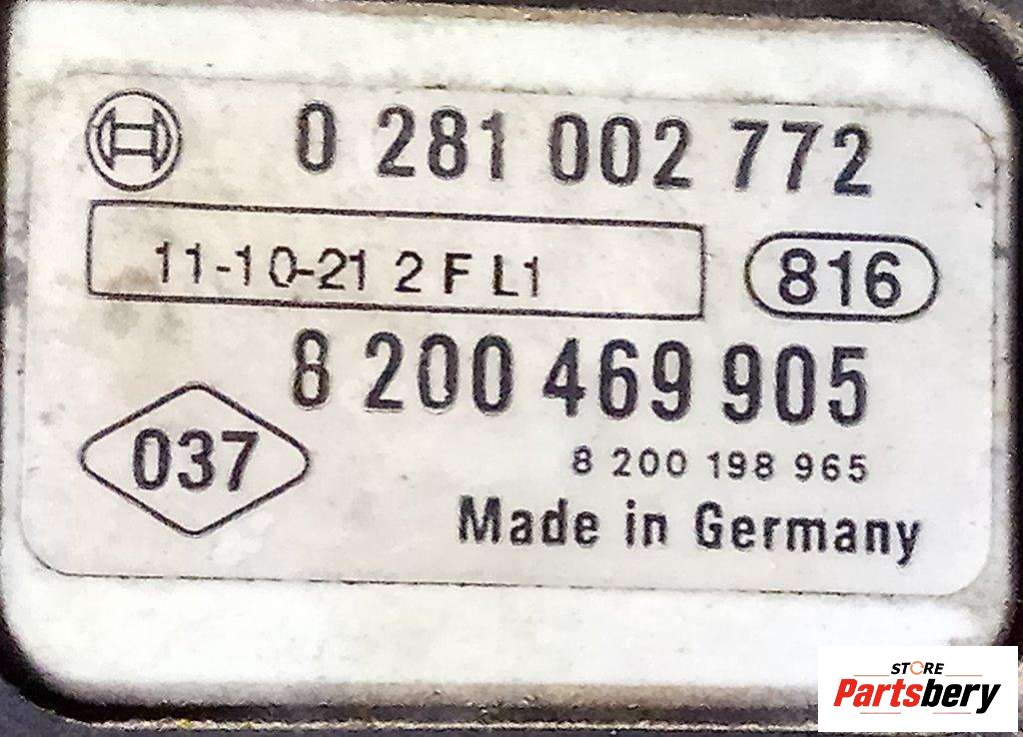 0 281 002 772
11-10-21 2 F L1
816
8 200 469 905
037
8 200 198 965
Made in Germany
STORE
Partsbery